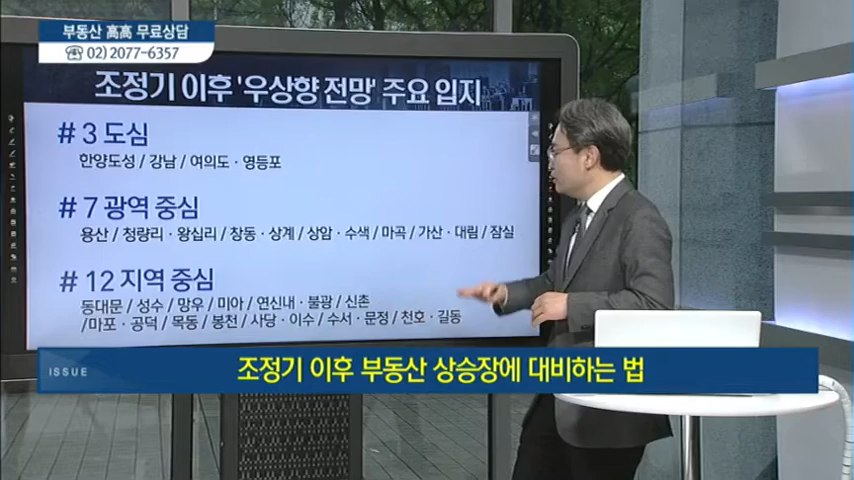 부동산 高高 무료상담
☎ 02) 2077-6357
조정기 이후 '우상향 전망' 주요 입지
# 3 도심
한양도성 / 강남 / 여의도 · 영등포
# 7 광역 중심
용산 / 청량리 · 왕십리 / 창동 · 상계 / 상암 · 수색 / 마곡 / 가산 · 대림 / 잠실
# 12 지역 중심
동대문 / 성수 / 망우 / 미아 / 연신내 · 불광 / 신촌
/ 마포 · 공덕 / 목동 / 봉천 / 사당 · 이수 / 수서 · 문정 / 천호 · 길동
ISSUE
조정기 이후 부동산 상승장에 대비하는 법